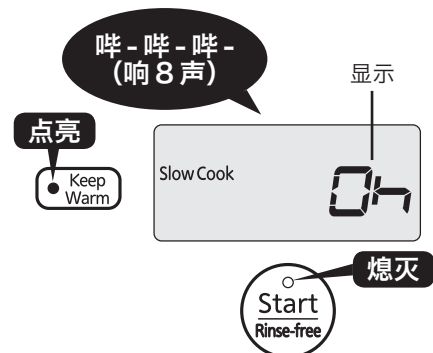 哔-哔-哔-
(响8声)
显示
点亮
Keep
Warm
Slow Cook
0h
熄灭
Start
Rinse-free